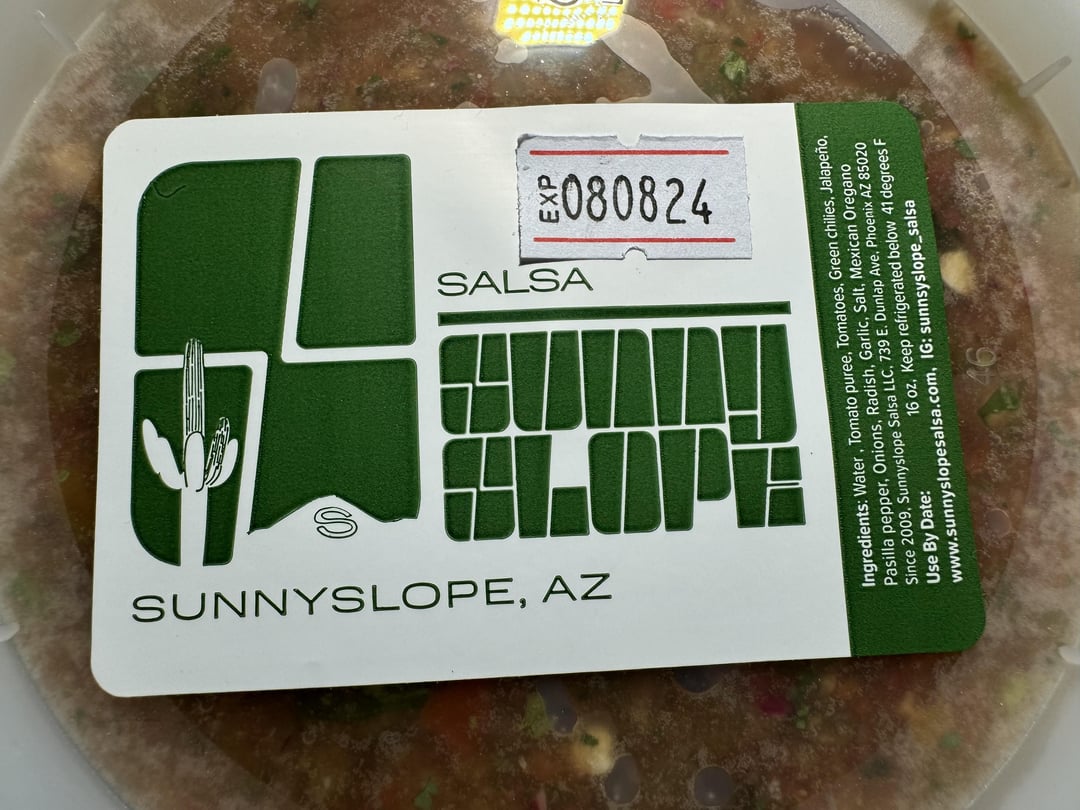 EXP 080824
SALSA
SUNNY
SLOPE
S
SUNNYSLOPE, AZ
Ingredients: Water , Tomato puree, Tomatoes, Green chilies, Jalapeño,
Pasilla pepper, Onions, Radish, Garlic, Salt, Mexican Oregano
Since 2009, Sunnyslope Salsa LLC, 739 E. Dunlap Ave. Phoenix AZ 85020
16 oz. Keep refrigerated below 41 degrees F
Use By Date:
www.sunnyslopesalsa.com, IG: sunnsyslope_salsa